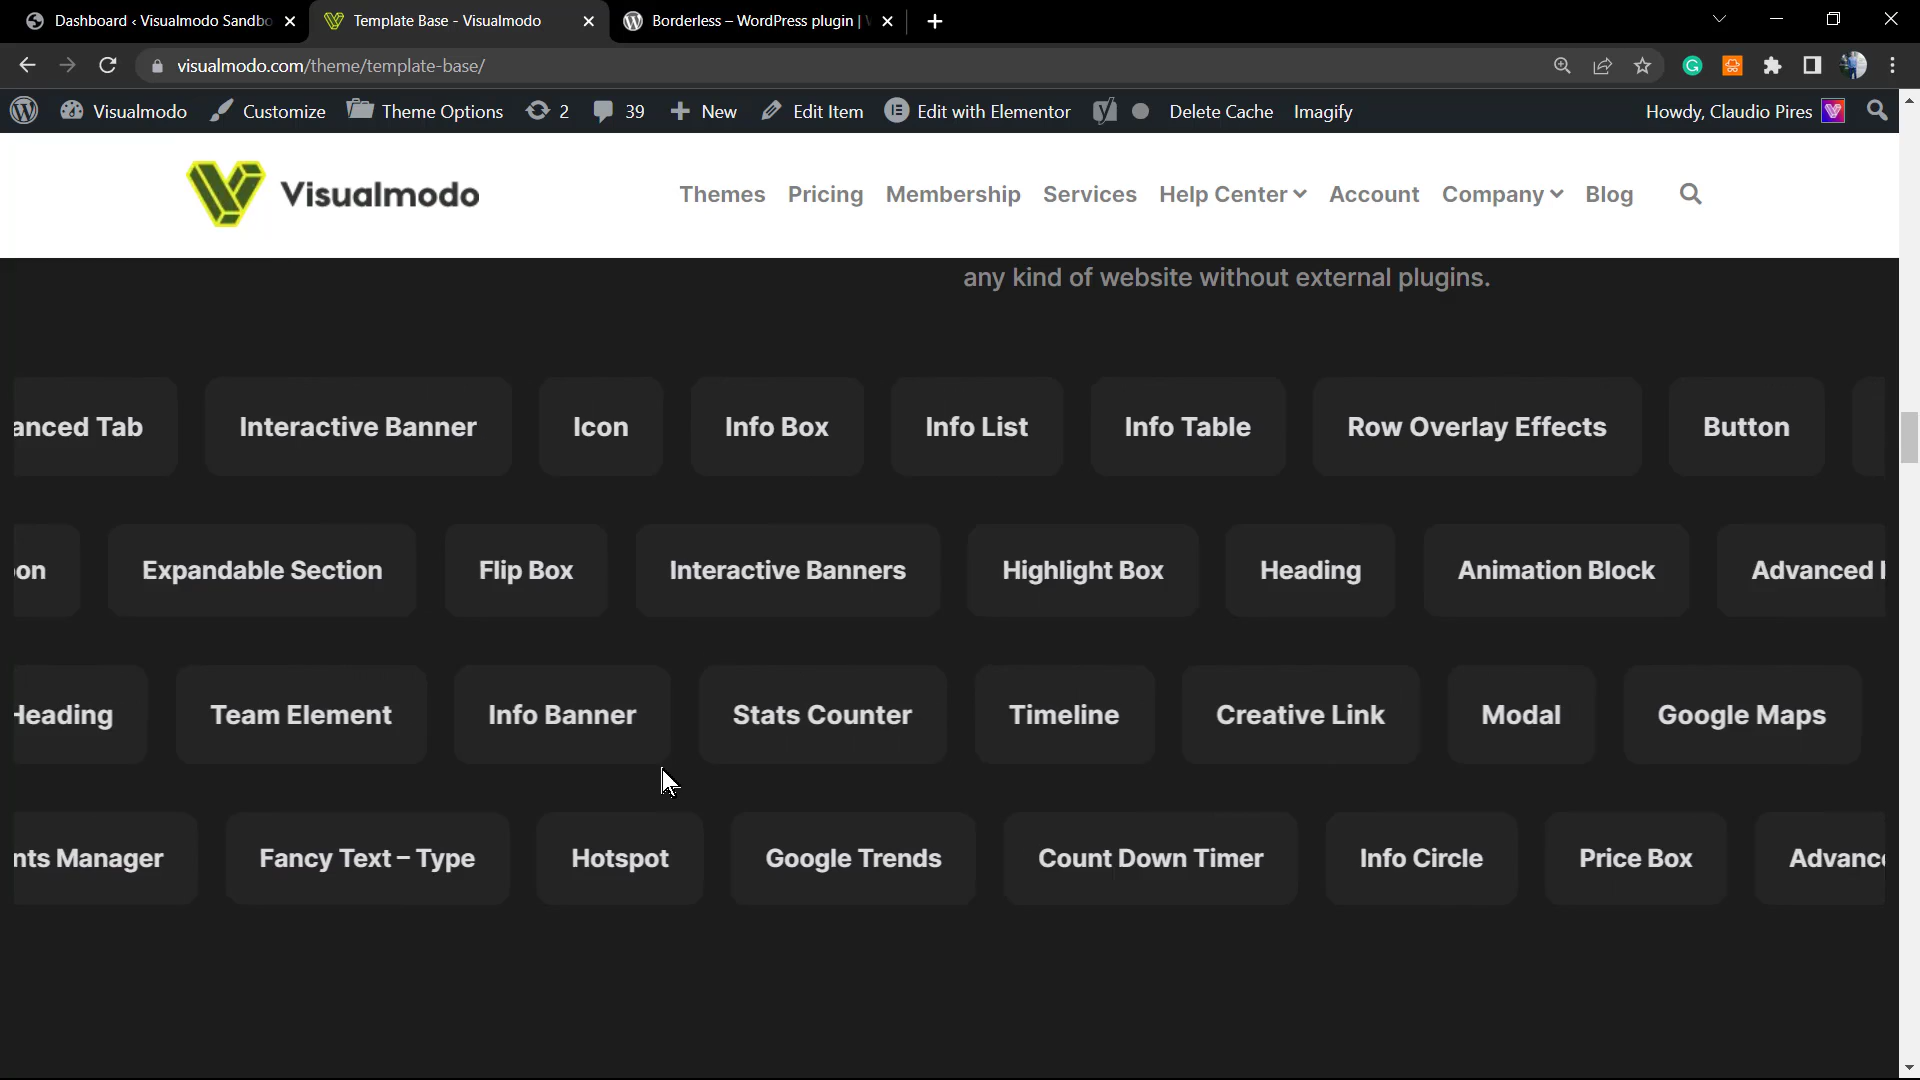 Dashboard ‹ Visualmodo Sandbo
Template Base - Visualmodo
Borderless – WordPress plugin |
visualmodo.com/theme/template-base/
Visualmodo Customize Theme Options 2 39 New Edit Item Edit with Elementor Delete Cache Imagify Howdy, Claudio Pires
Visualmodo
Themes Pricing Membership Services Help Center Account Company Blog
any kind of website without external plugins.
anced Tab Interactive Banner Icon Info Box Info List Info Table Row Overlay Effects Button
on Expandable Section Flip Box Interactive Banners Highlight Box Heading Animation Block Advanced
Heading Team Element Info Banner Stats Counter Timeline Creative Link Modal Google Maps
nts Manager Fancy Text – Type Hotspot Google Trends Count Down Timer Info Circle Price Box Advanc